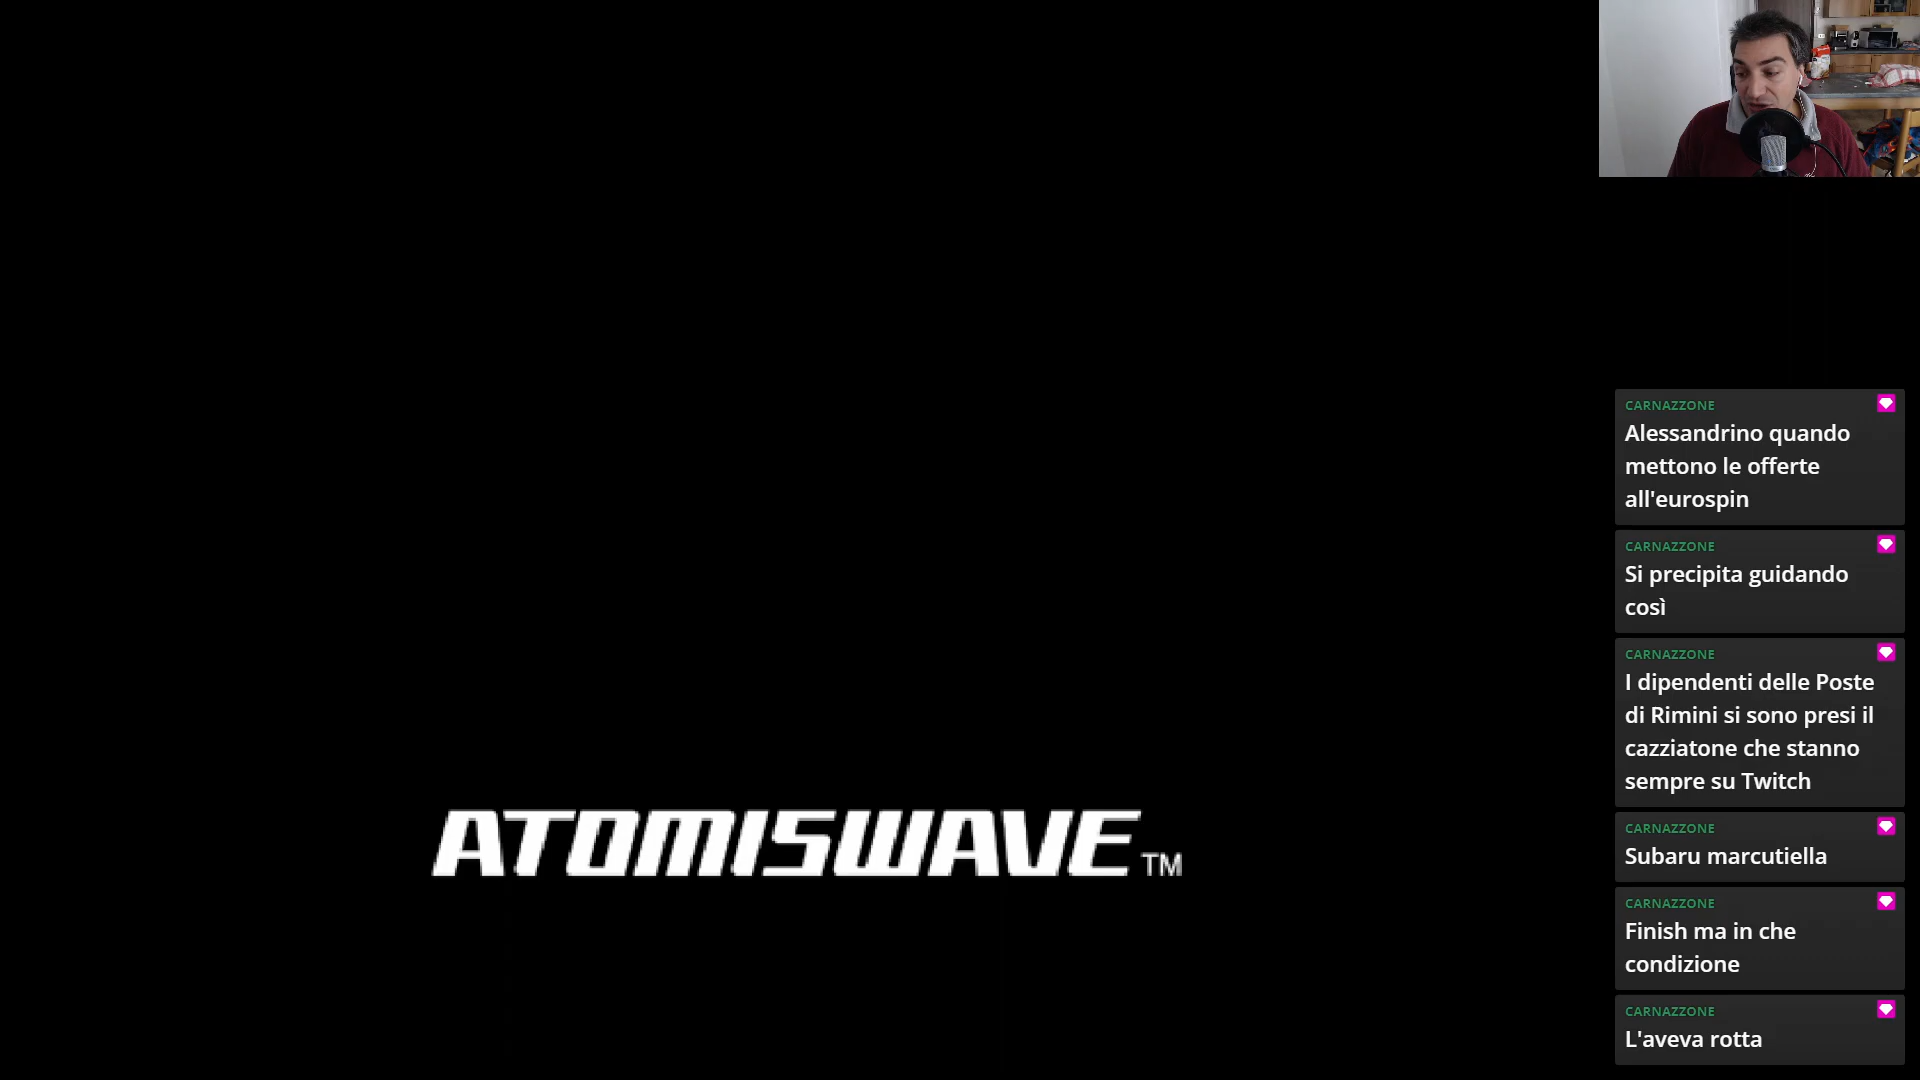 ATOMISWAVE TM
CARNAZZONE
Alessandrino quando
mettono le offerte
all'eurospin
CARNAZZONE
Si precipita guidando
così
CARNAZZONE
I dipendenti delle Poste
di Rimini si sono presi il
cazziatone che stanno
sempre su Twitch
CARNAZZONE
Subaru marcutiella
CARNAZZONE
Finish ma in che
condizione
CARNAZZONE
L'aveva rotta